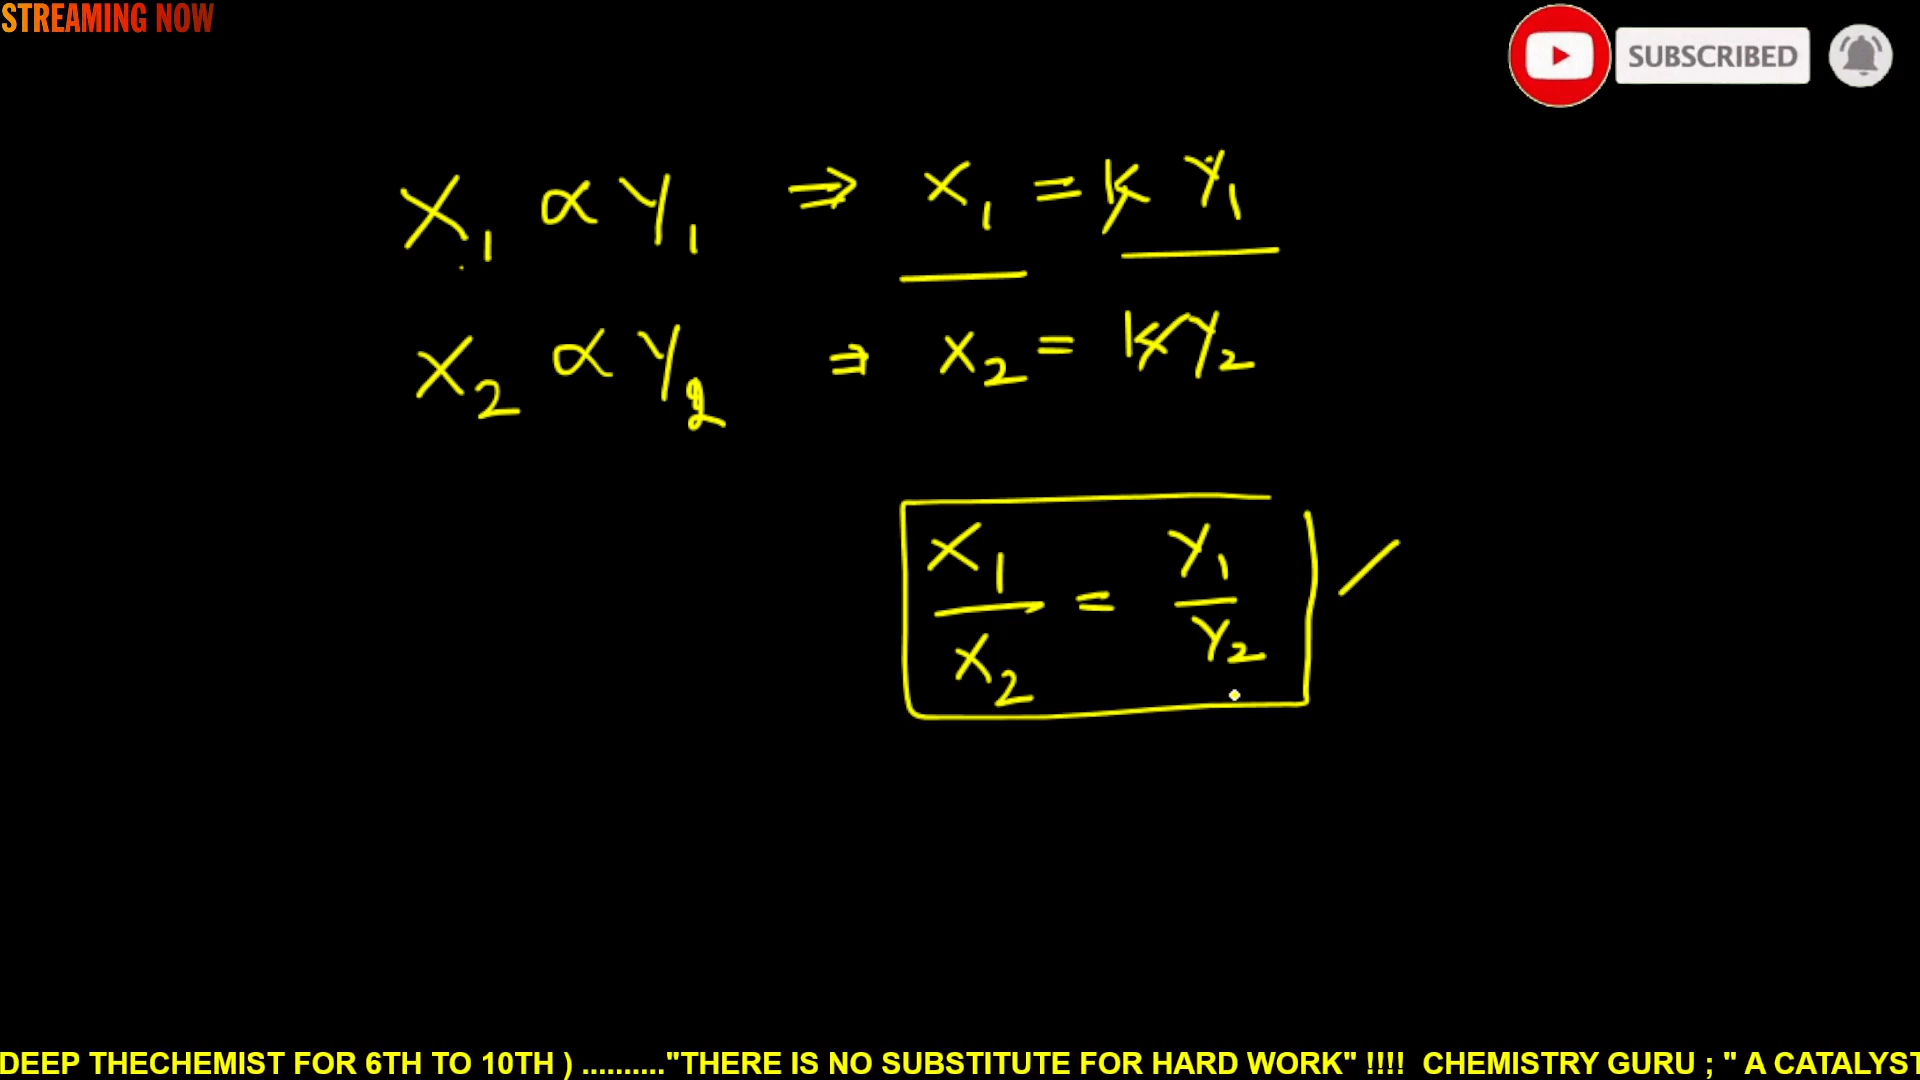 STREAMING NOW
SUBSCRIBED
X₁ ∝ Y₁ ⇒ X₁ = K Y₁
X₂ ∝ Y₂ ⇒ X₂ = K Y₂
X₁/X₂ = Y₁/Y₂
DEEP THECHEMIST FOR 6TH TO 10TH ) .........."THERE IS NO SUBSTITUTE FOR HARD WORK" !!!! CHEMISTRY GURU ; " A CATALYST